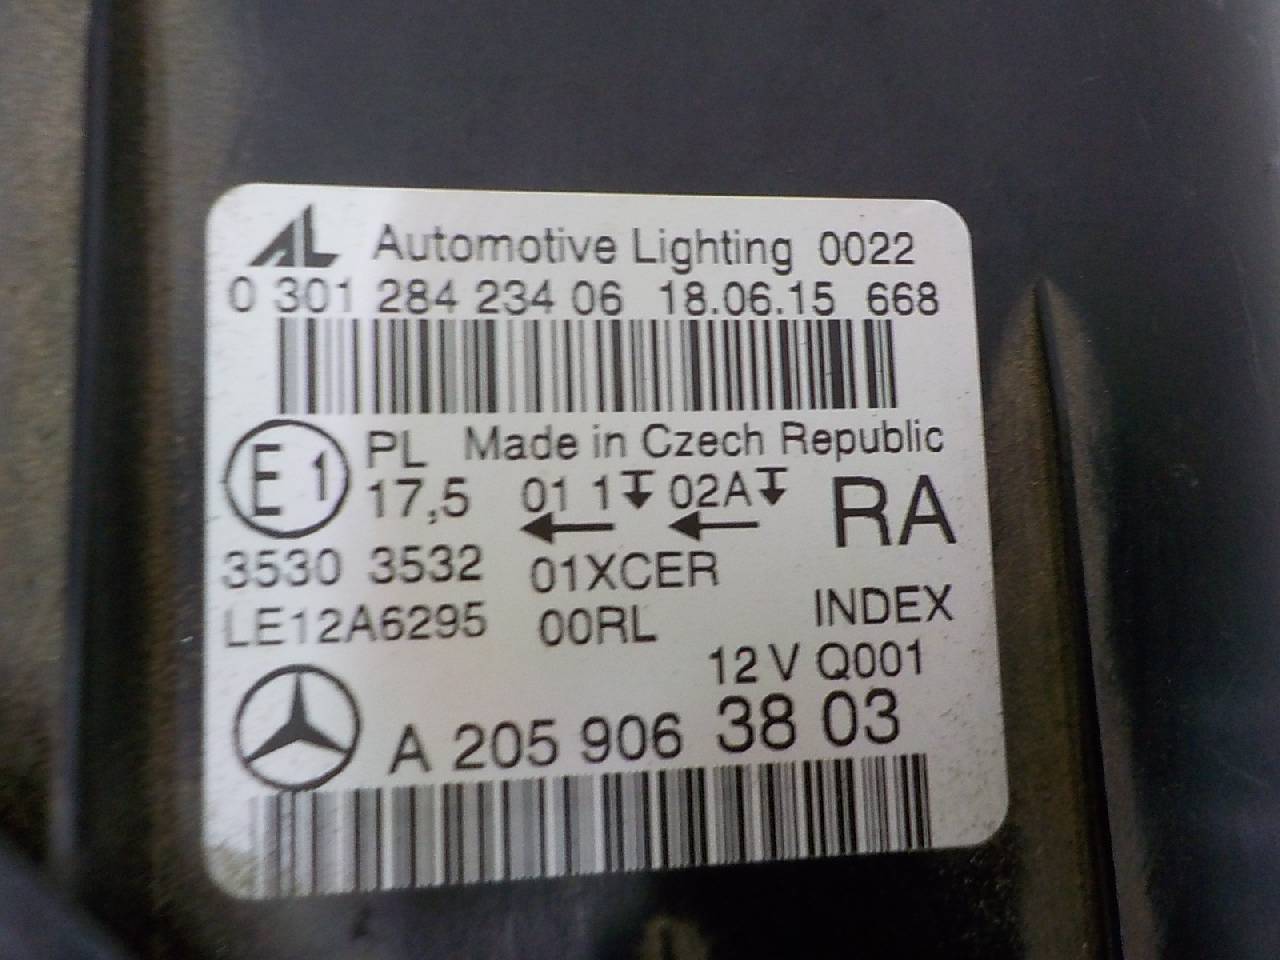 AL Automotive Lighting 0022
0 301 284 234 06 18.06.15 668
E1 PL Made in Czech Republic
17,5 01 1 02A RA
3530 3532 01XCER
LE12A6295 00RL INDEX
12 V Q001
A 205 906 38 03